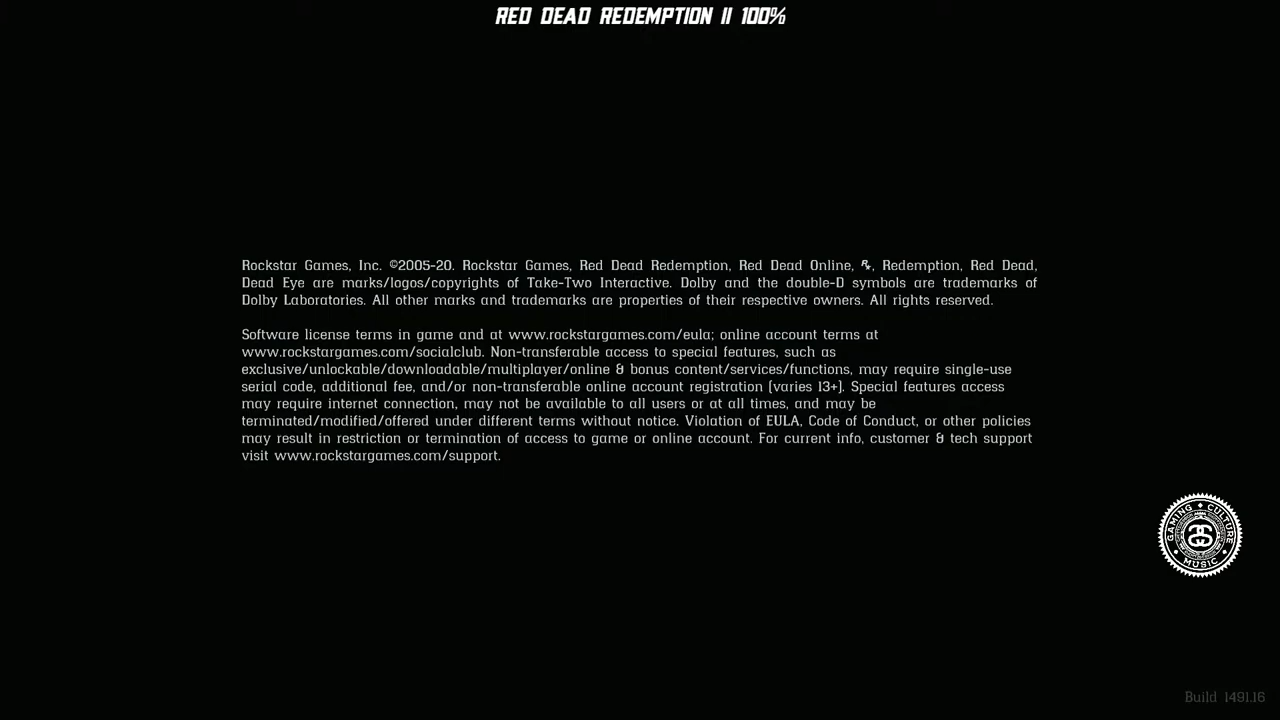 RED DEAD REDEMPTION II 100%
Rockstar Games, Inc. ©2005-20. Rockstar Games, Red Dead Redemption, Red Dead Online, R★, Redemption, Red Dead,
Dead Eye are marks/logos/copyrights of Take-Two Interactive. Dolby and the double-D symbols are trademarks of
Dolby Laboratories. All other marks and trademarks are properties of their respective owners. All rights reserved.
Software license terms in game and at www.rockstargames.com/eula; online account terms at
www.rockstargames.com/socialclub. Non-transferable access to special features, such as
exclusive/unlockable/downloadable/multiplayer/online & bonus content/services/functions, may require single-use
serial code, additional fee, and/or non-transferable online account registration (varies 13+). Special features access
may require internet connection, may not be available to all users or at all times, and may be
terminated/modified/offered under different terms without notice. Violation of EULA, Code of Conduct, or other policies
may result in restriction or termination of access to game or online account. For current info, customer & tech support
visit www.rockstargames.com/support.
GAMING ✦ CULTURE
MUSIC
Build 1491.16